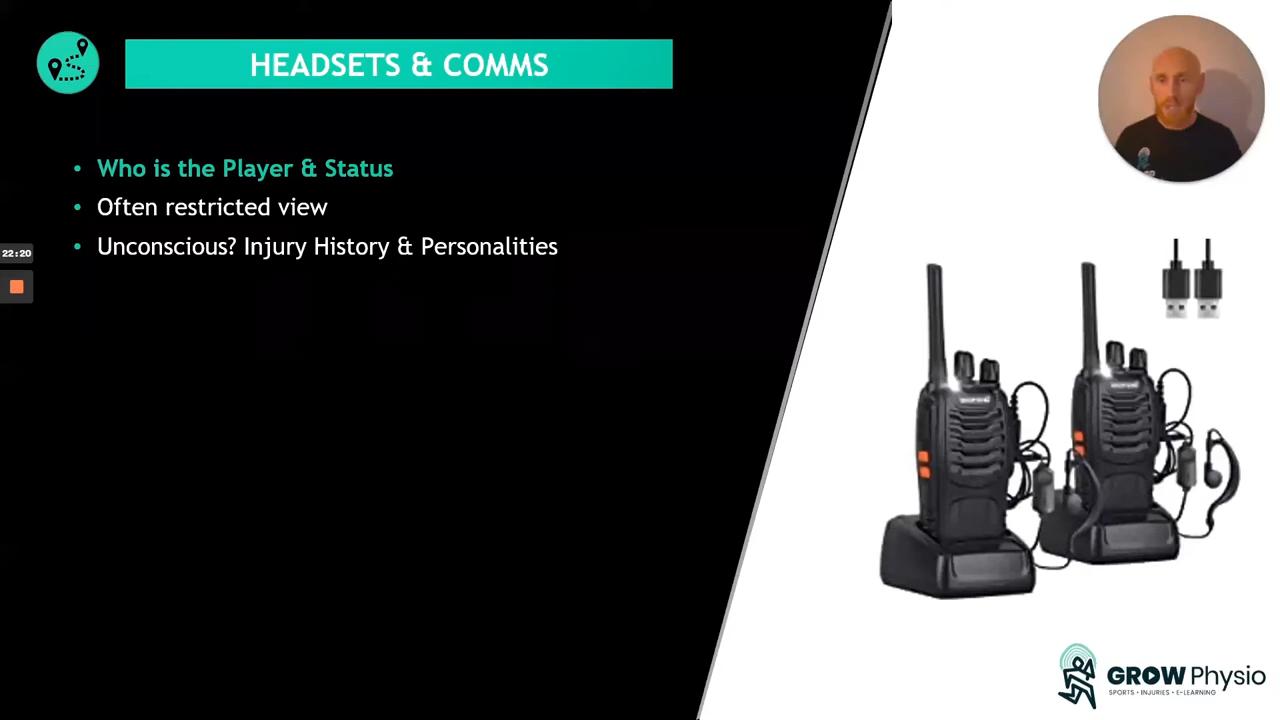 HEADSETS & COMMS
• Who is the Player & Status
• Often restricted view
• Unconscious? Injury History & Personalities
22:20
GROW Physio
SPORTS • INJURIES • E-LEARNING